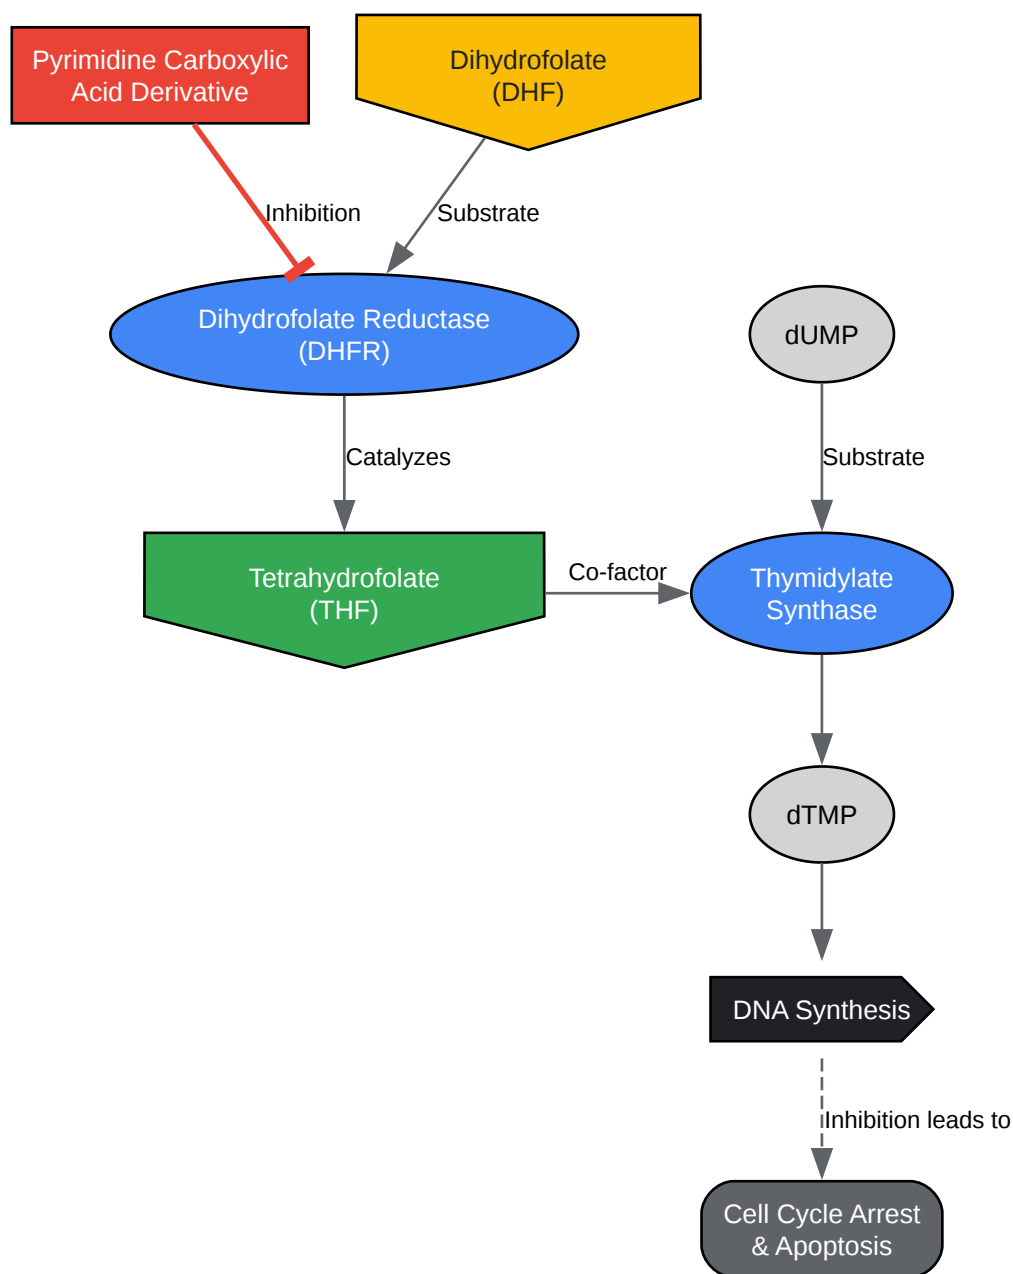 Pyrimidine Carboxylic
Acid Derivative
Dihydrofolate
(DHF)
Inhibition
Substrate
Dihydrofolate Reductase
(DHFR)
dUMP
Catalyzes
Substrate
Tetrahydrofolate
(THF)
Co-factor
Thymidylate
Synthase
dTMP
DNA Synthesis
Inhibition leads to
Cell Cycle Arrest
& Apoptosis